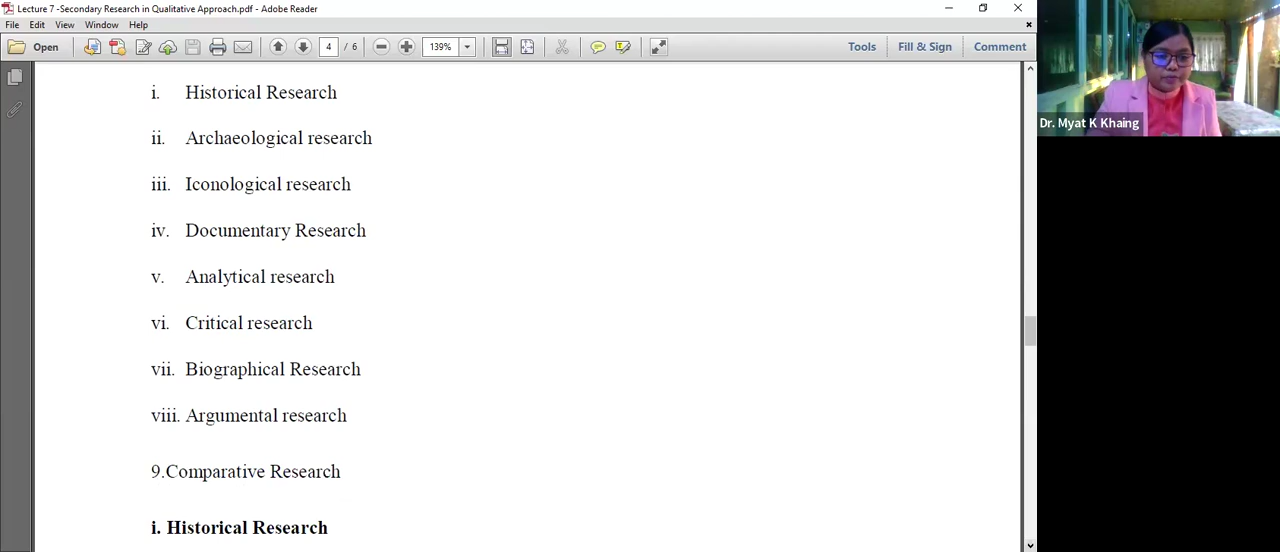 Lecture 7 -Secondary Research in Qualitative Approach.pdf - Adobe Reader
File Edit View Window Help
Open 4 / 6 139% Tools Fill & Sign Comment
i. Historical Research
ii. Archaeological research
iii. Iconological research
iv. Documentary Research
v. Analytical research
vi. Critical research
vii. Biographical Research
viii. Argumental research
9.Comparative Research
i. Historical Research
Dr. Myat K Khaing